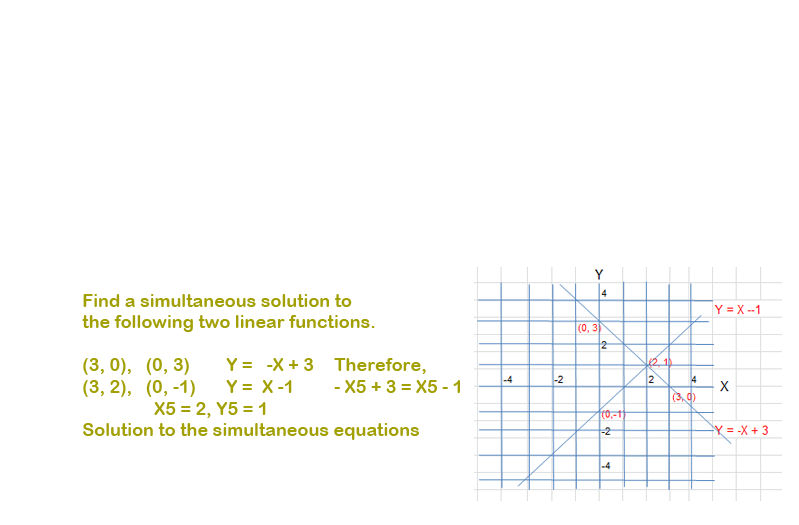 Find a simultaneous solution to
the following two linear functions.
(3, 0), (0, 3) Y = -X + 3 Therefore,
(3, 2), (0, -1) Y = X -1 - X5 + 3 = X5 - 1
X5 = 2, Y5 = 1
Solution to the simultaneous equations
Y
4
Y = X --1
(0, 3)
2
(2, 1)
-4 -2 2 4 X
(3, 0)
(0,-1)
-2 Y = -X + 3
-4